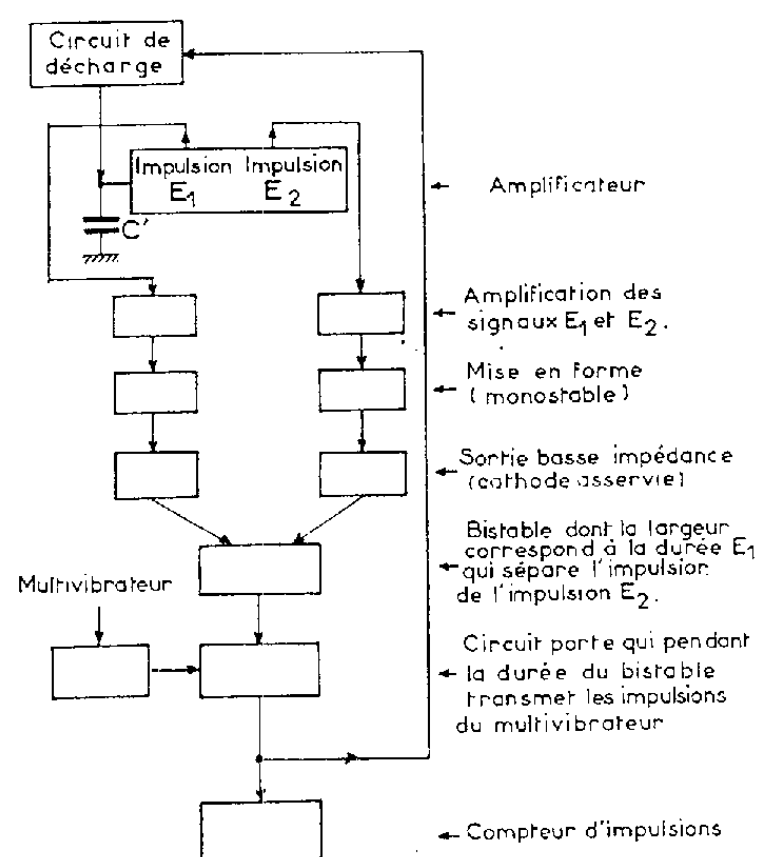 Circuit de
décharge
Impulsion Impulsion
E1 E2
C'
Amplificateur
Amplification des
signaux E1 et E2.
Mise en forme
(monostable)
Sortie basse impédance
(cathode asservie)
Bistable dont la largeur
correspond à la durée E1
qui sépare l'impulsion
de l'impulsion E2.
Multivibrateur
Circuit porte qui pendant
la durée du bistable
transmet les impulsions
du multivibrateur
Compteur d'impulsions